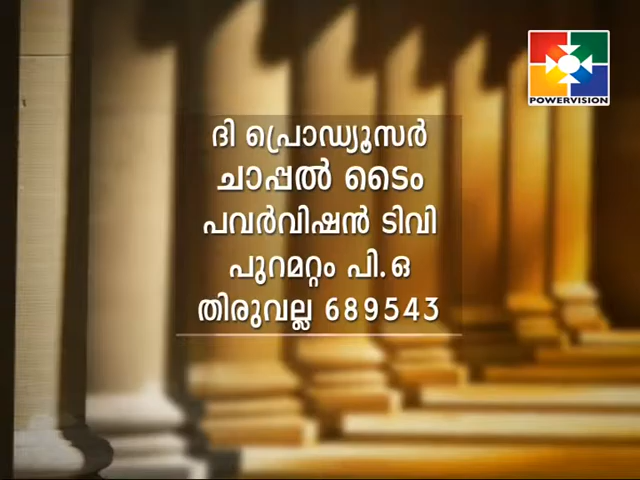 POWERVISION
ദി പ്രൊഡ്യൂസർ
ചാപ്പൽ ടൈം
പവർവിഷൻ ടിവി
പുറമറ്റം പി.ഒ
തിരുവല്ല 689543